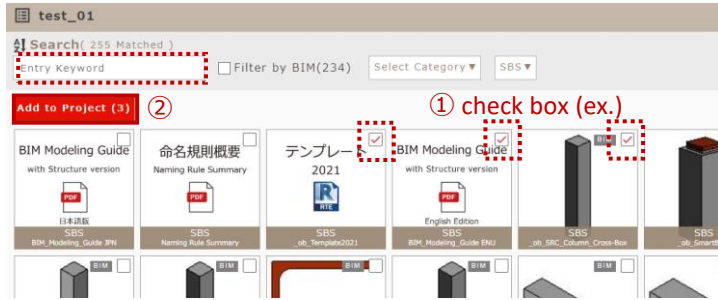 test_01
Search( 255 Matched )
Entry Keyword
Filter by BIM(234)
Select Category▼
SBS▼
Add to Project (3)
②
① check box (ex.)
BIM Modeling Guide
with Structure version
PDF
日本語版
SBS
BIM_Modeling_Guide JPN
命名規則概要
Naming Rule Summary
PDF
SBS
Naming Rule Summary
テンプレート
2021
R
RTE
SBS
_ob_Template2021
BIM Modeling Guide
with Structure version
PDF
English Edition
SBS
BIM_Modeling_Guide ENU
BIM
SBS
_ob_SRC_Column_Cross-Box
SBS
BIM
BIM
BIM
BIM